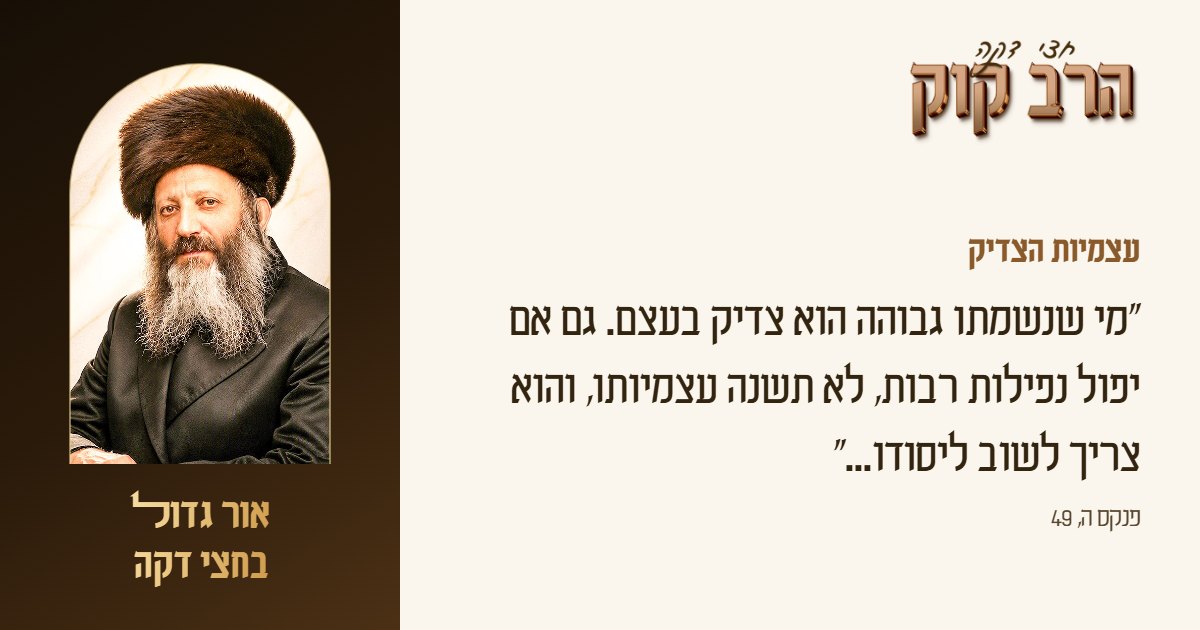 חצי דקה
הרב קוק
עצמיות הצדיק
"מי שנשמתו גבוהה הוא צדיק בעצם. גם אם
יפול נפילות רבות, לא תשנה עצמיותו, והוא
צריך לשוב ליסודו..."
פנקס ה, 49
אור גדול
בחצי דקה